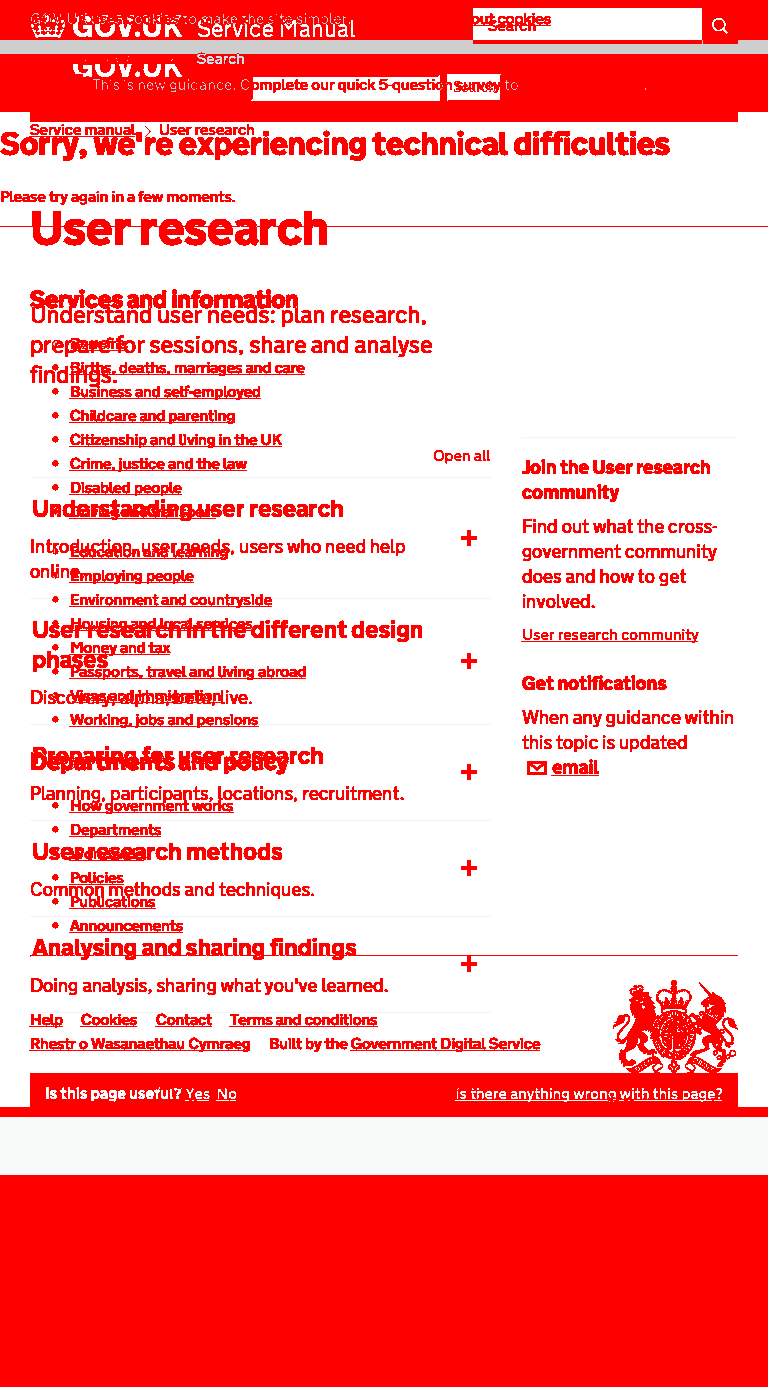 GOV.UK uses cookies to make the site simpler. out cookies
GOV.UK Service Manual Search
Search
GOV.UK
This is new guidance. Complete our quick 5-question survey to
Search
Service manual User research
Sorry, we're experiencing technical difficulties
Please try again in a few moments.
User research
Services and information
Understand user needs: plan research,
prepare for sessions, share and analyse
findings.
Benefits
Births, deaths, marriages and care
Business and self-employed
Childcare and parenting
Citizenship and living in the UK
Crime, justice and the law
Disabled people
Open all
Understanding user research
Introduction, user needs, users who need help
online.
Education and learning
Employing people
Environment and countryside
Housing and local services
User research in the different design
phases
Money and tax
Passports, travel and living abroad
Visas and immigration
Discovery, alpha, beta, live.
Working, jobs and pensions
Preparing for user research
Departments and policy
Planning, participants, locations, recruitment.
How government works
Departments
User research methods
Policies
Common methods and techniques.
Publications
Announcements
Analysing and sharing findings
Doing analysis, sharing what you've learned.
Join the User research
community
Find out what the cross-
government community
does and how to get
involved.
User research community
Get notifications
When any guidance within
this topic is updated
email
Help Cookies Contact Terms and conditions
Rhestr o Wasanaethau Cymraeg Built by the Government Digital Service
Is this page useful? Yes No Is there anything wrong with this page?